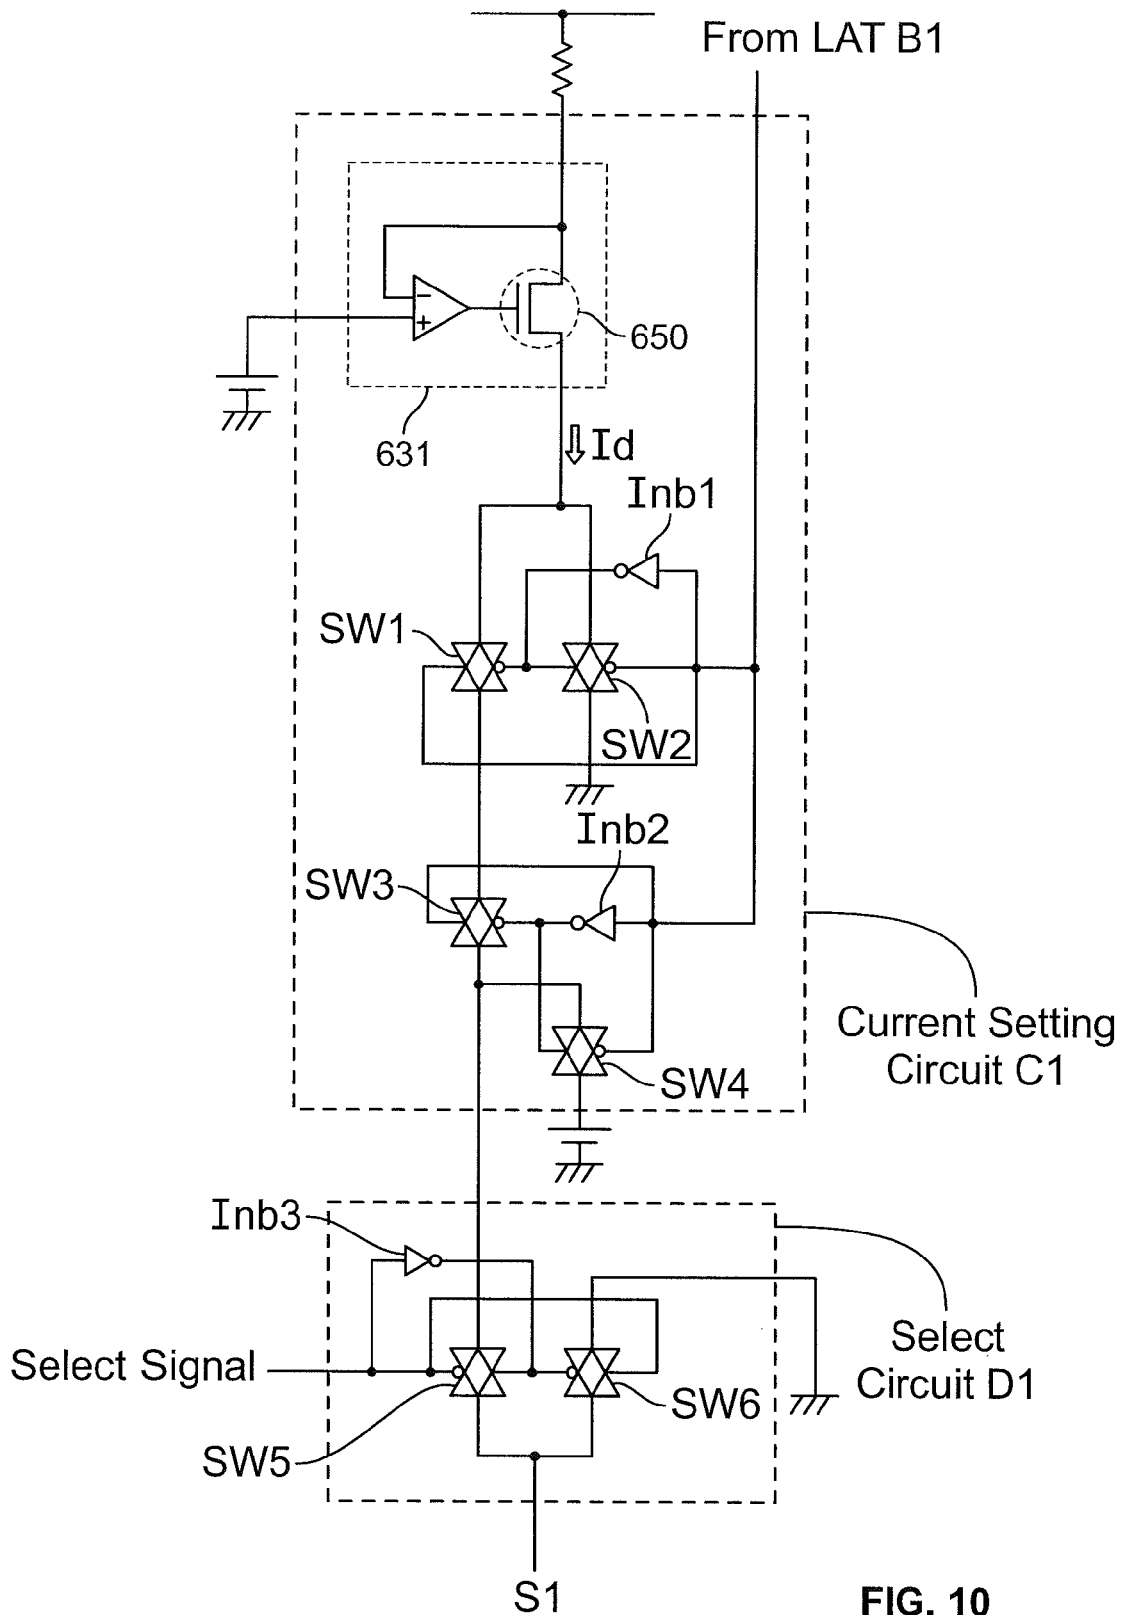 From LAT B1
−
+
650
631
Id
Inb1
SW1
SW2
Inb2
SW3
Current Setting
Circuit C1
SW4
Inb3
Select Signal
Select
Circuit D1
SW6
SW5
S1
FIG. 10